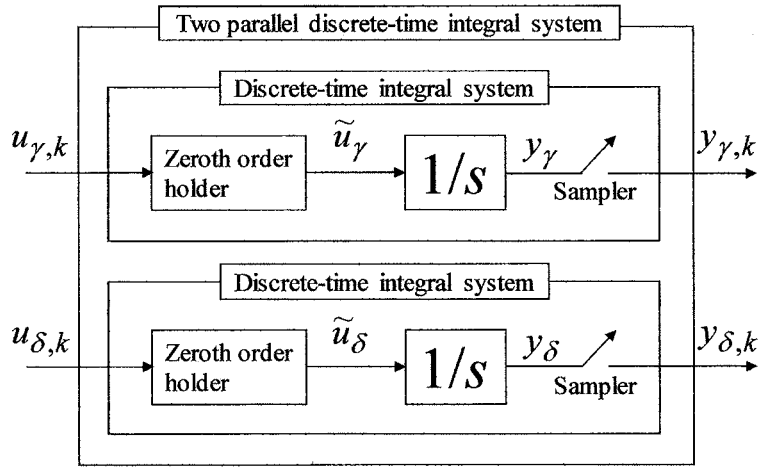 Two parallel discrete-time integral system
Discrete-time integral system
u_{γ,k}
Zeroth order
holder
ũ_γ
1/s
y_γ
Sampler
y_{γ,k}
Discrete-time integral system
u_{δ,k}
Zeroth order
holder
ũ_δ
1/s
y_δ
Sampler
y_{δ,k}